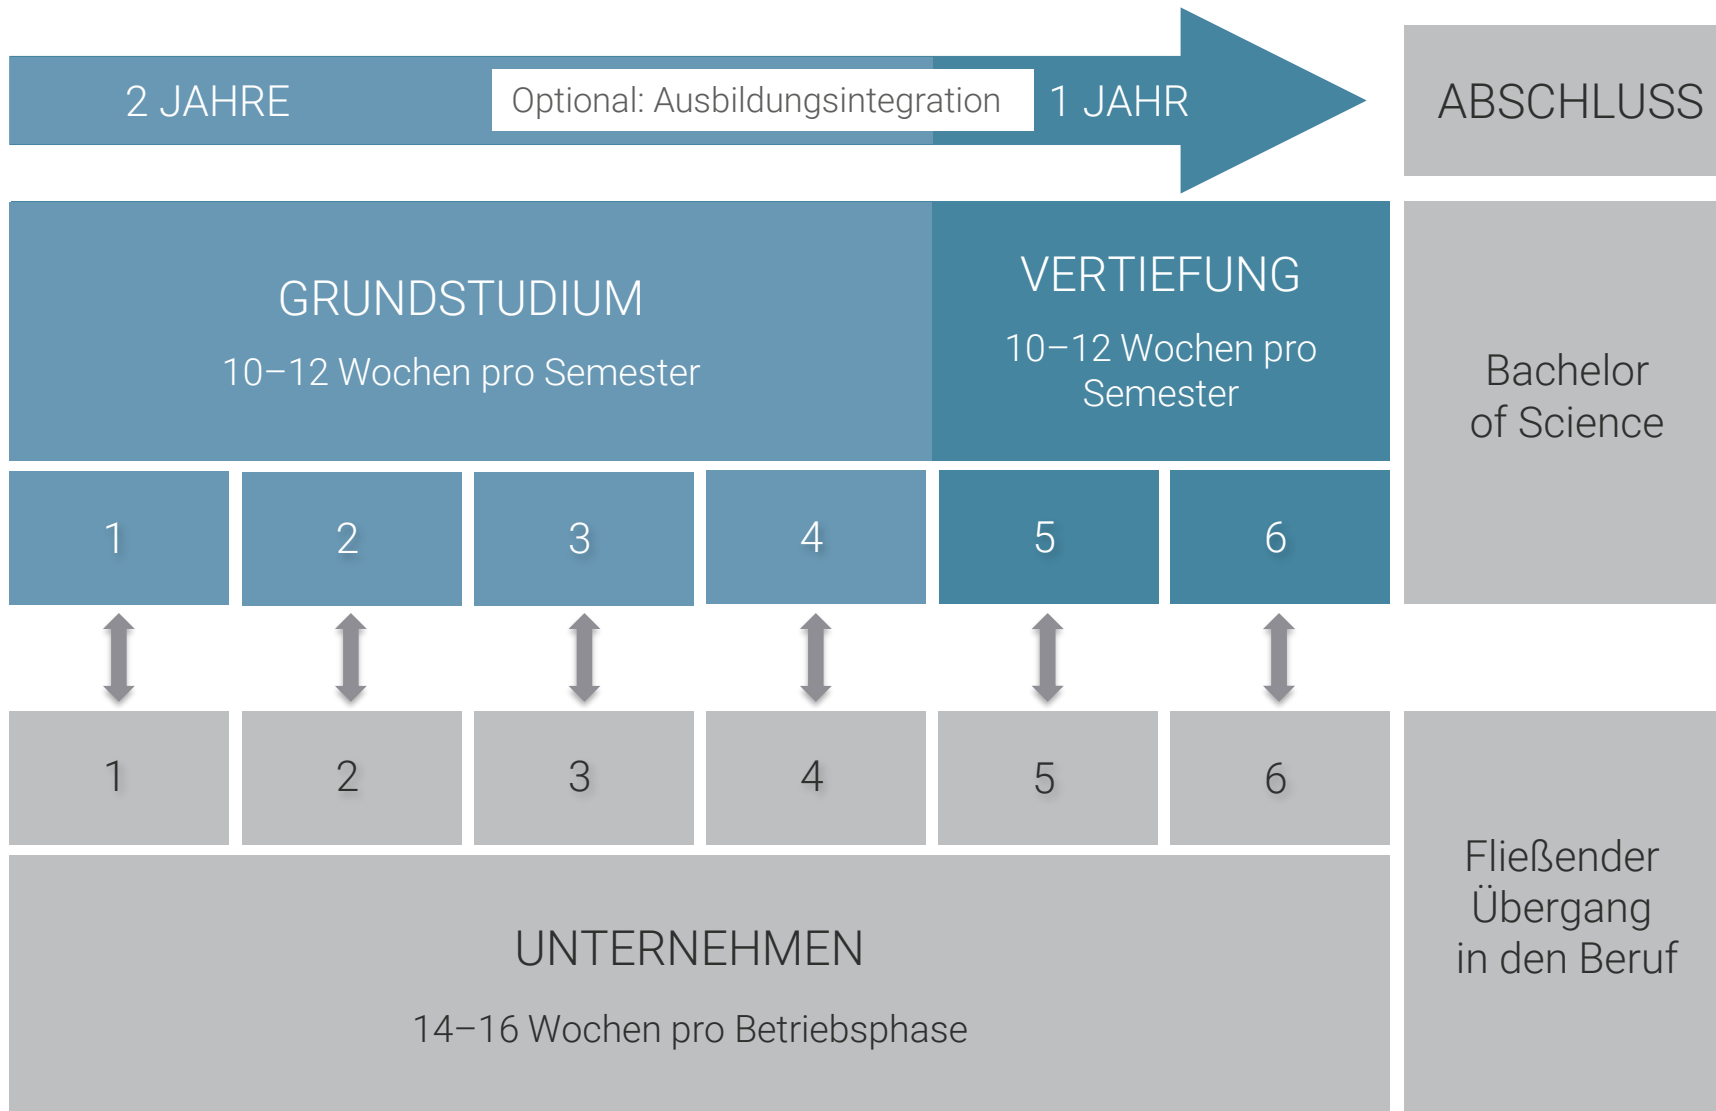 2 JAHRE
Optional: Ausbildungsintegration
1 JAHR
ABSCHLUSS
GRUNDSTUDIUM
10–12 Wochen pro Semester
VERTIEFUNG
10–12 Wochen pro
Semester
Bachelor
of Science
1
2
3
4
5
6
1
2
3
4
5
6
UNTERNEHMEN
14–16 Wochen pro Betriebsphase
Fließender
Übergang
in den Beruf